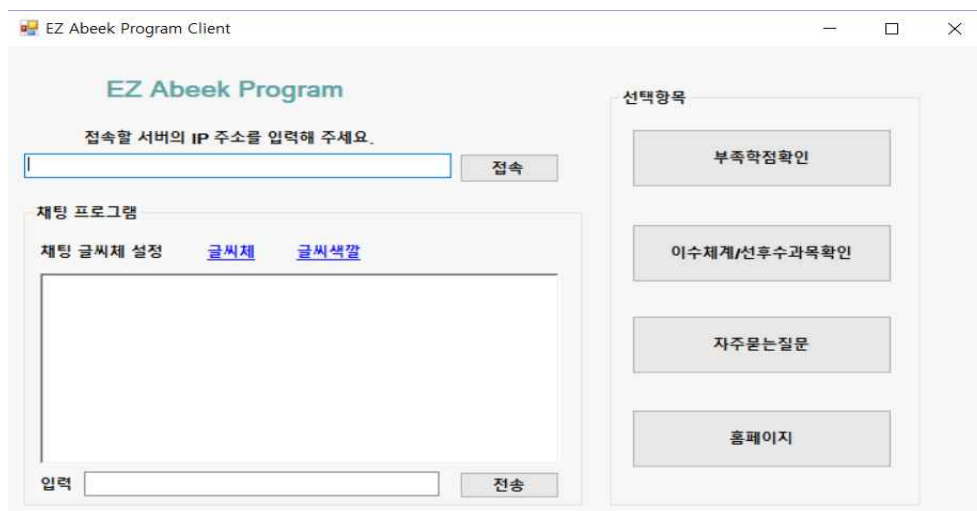 EZ Abeek Program Client
EZ Abeek Program
접속할 서버의 IP 주소를 입력해 주세요.
접속
채팅 프로그램
채팅 글씨체 설정 글씨체 글씨색깔
입력
전송
선택항목
부족학점확인
이수체계/선후수과목확인
자주묻는질문
홈페이지